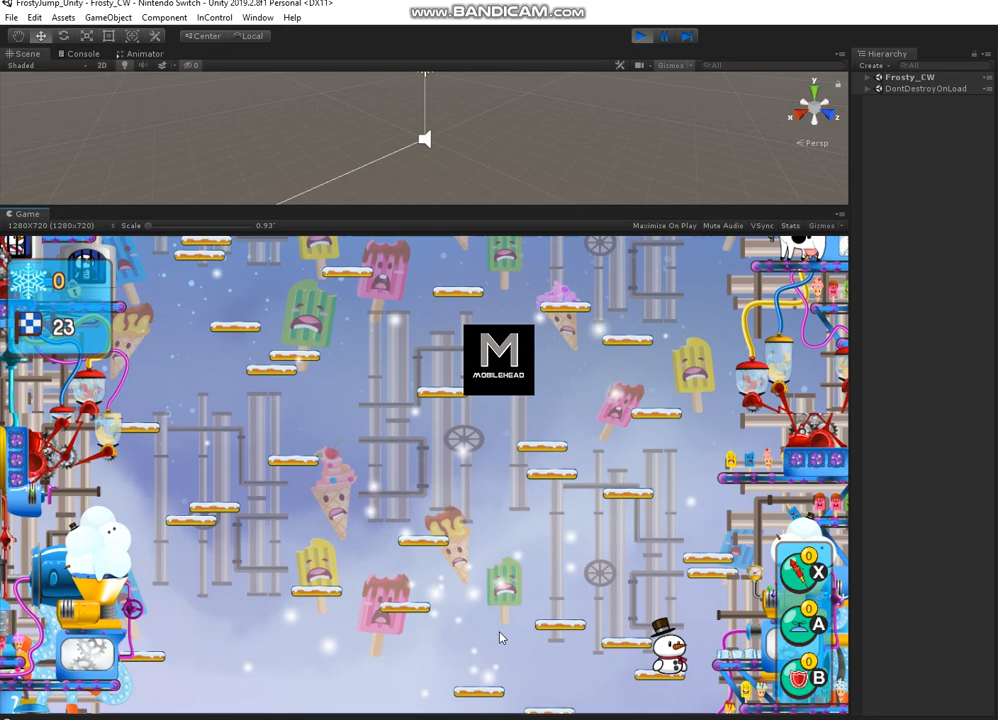 FrostyJump_Unity - Frosty_CW - Nintendo Switch - Unity 2019.2.8f1 Personal <DX11>
www.BANDICAM.com
File Edit Assets GameObject Component InControl Window Help
Center Local
Scene Console Animator
Hierarchy
Shaded 2D 0 Gizmos All
Create All
Frosty_CW
DontDestroyOnLoad
y
x z
Persp
Game
1280X720 (1280x720) Scale 0.93
Maximize On Play Mute Audio VSync Stats Gizmos
0
23
M
MOBILEHEAD
0
X
0
A
0
B